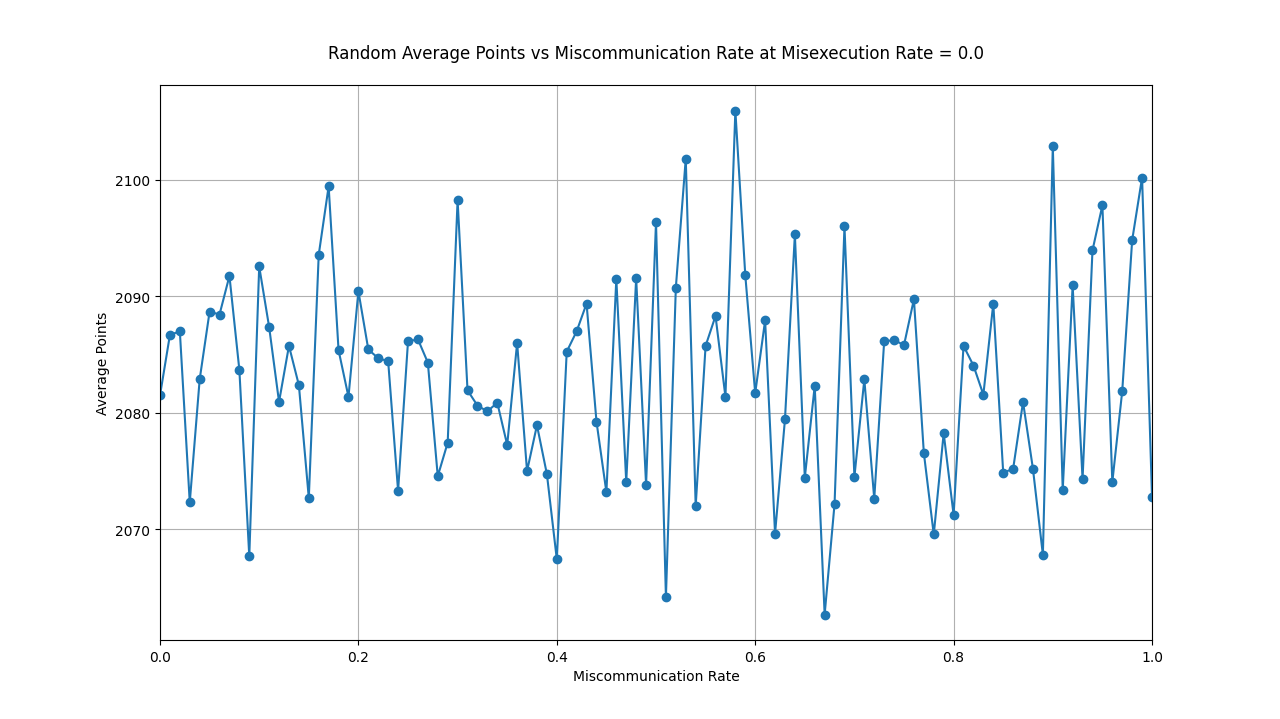 Random Average Points vs Miscommunication Rate at Misexecution Rate = 0.0
2100
2090
2080
2070
Average Points
0.0 0.2 0.4 0.6 0.8 1.0
Miscommunication Rate